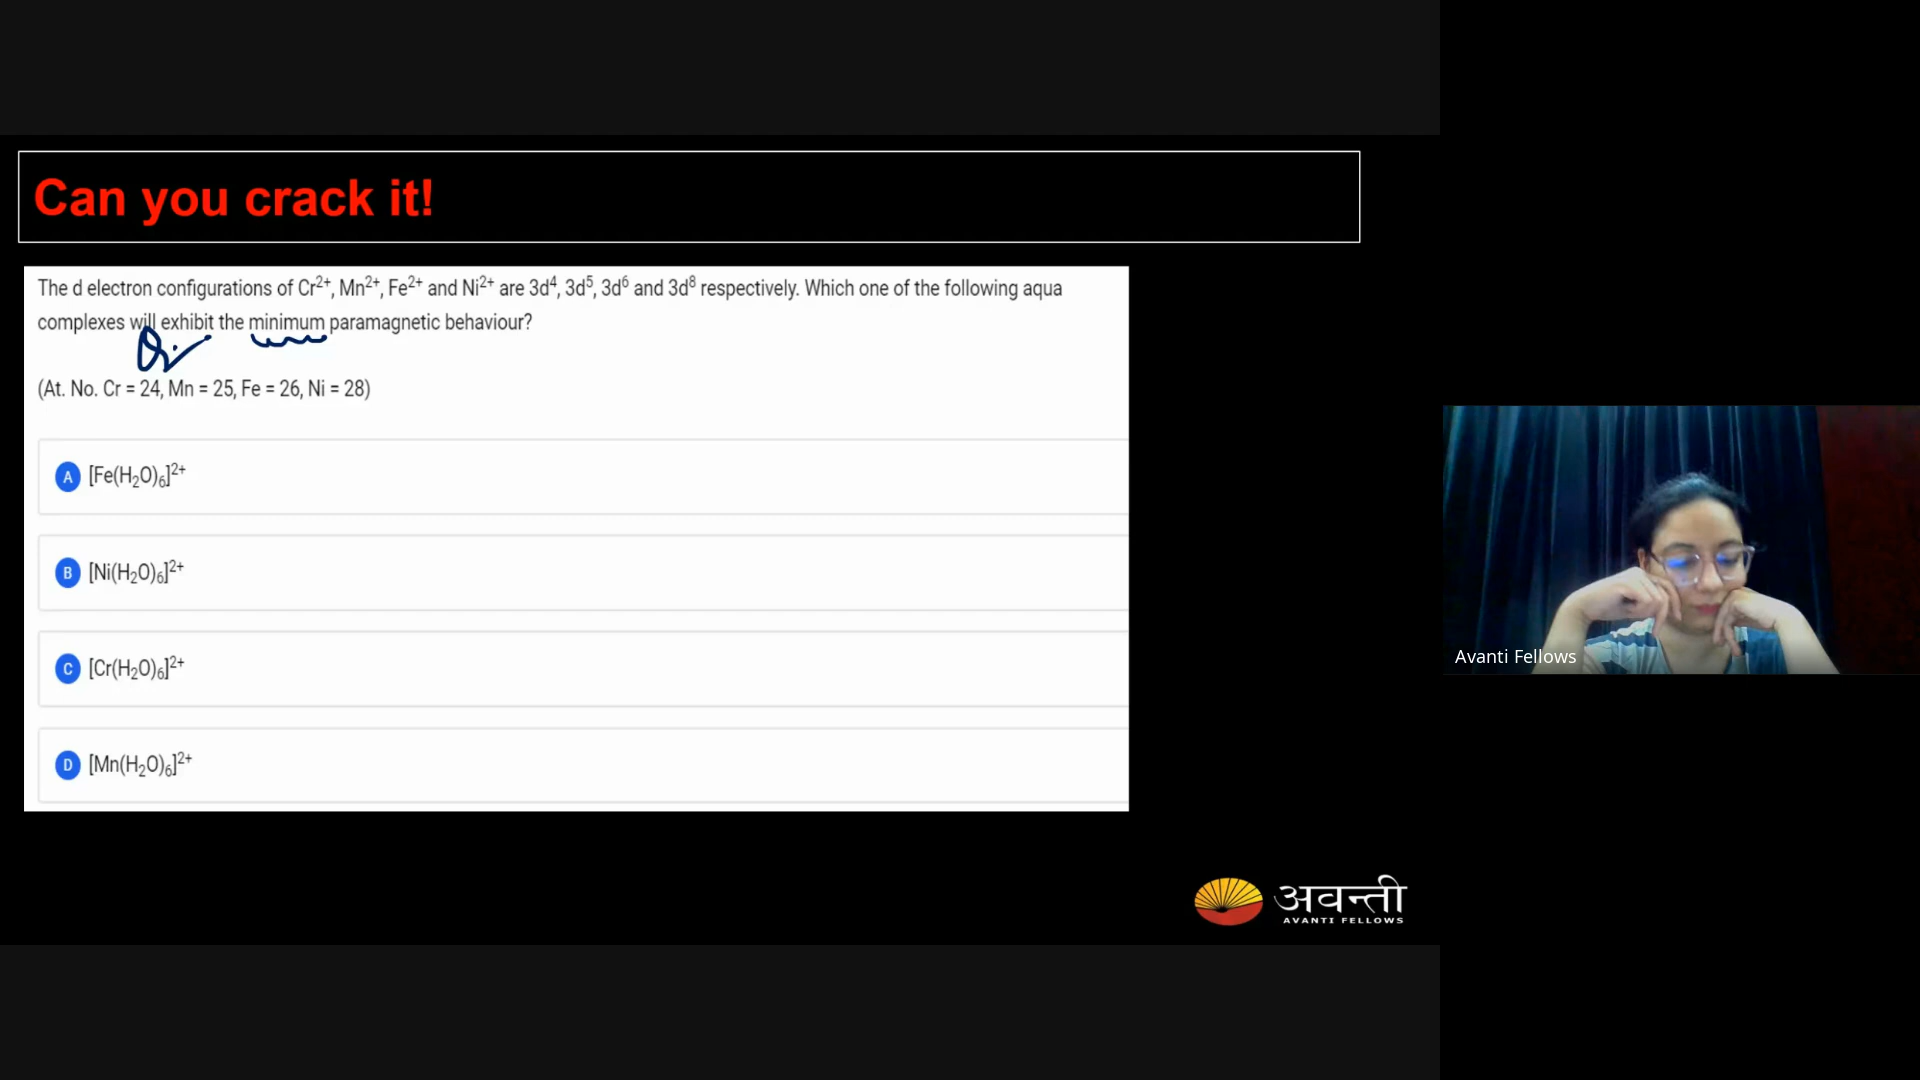 Can you crack it!
The d electron configurations of Cr²⁺, Mn²⁺, Fe²⁺ and Ni²⁺ are 3d⁴, 3d⁵, 3d⁶ and 3d⁸ respectively. Which one of the following aqua
complexes will exhibit the minimum paramagnetic behaviour?
(At. No. Cr = 24, Mn = 25, Fe = 26, Ni = 28)
A [Fe(H₂O)₆]²⁺
B [Ni(H₂O)₆]²⁺
C [Cr(H₂O)₆]²⁺
D [Mn(H₂O)₆]²⁺
Avanti Fellows
अवन्ती
AVANTI FELLOWS